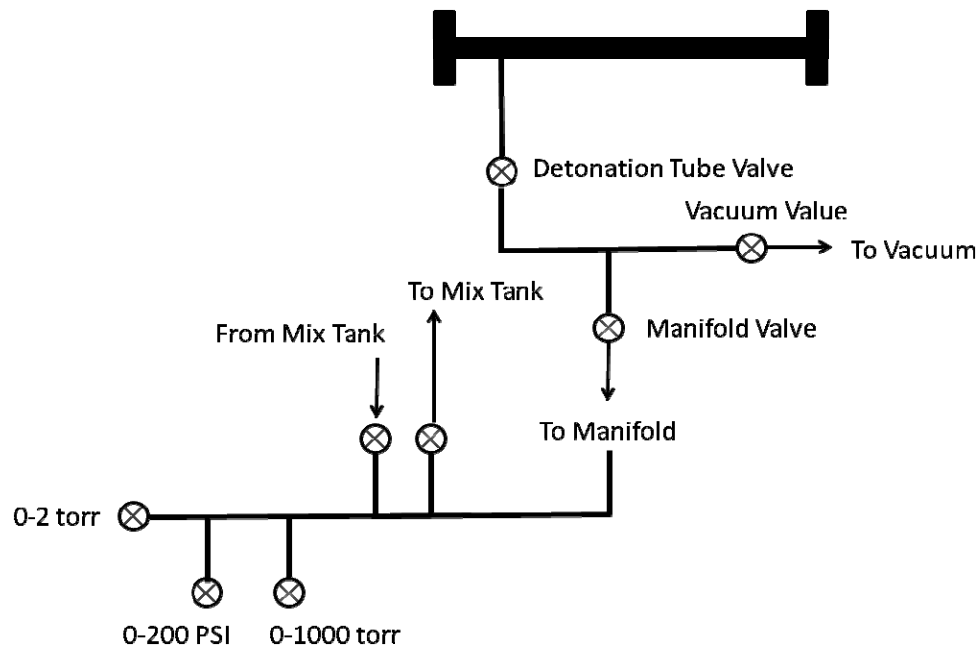 Detonation Tube Valve
Vacuum Value
To Vacuum
To Mix Tank
From Mix Tank
Manifold Valve
To Manifold
0-2 torr
0-200 PSI
0-1000 torr